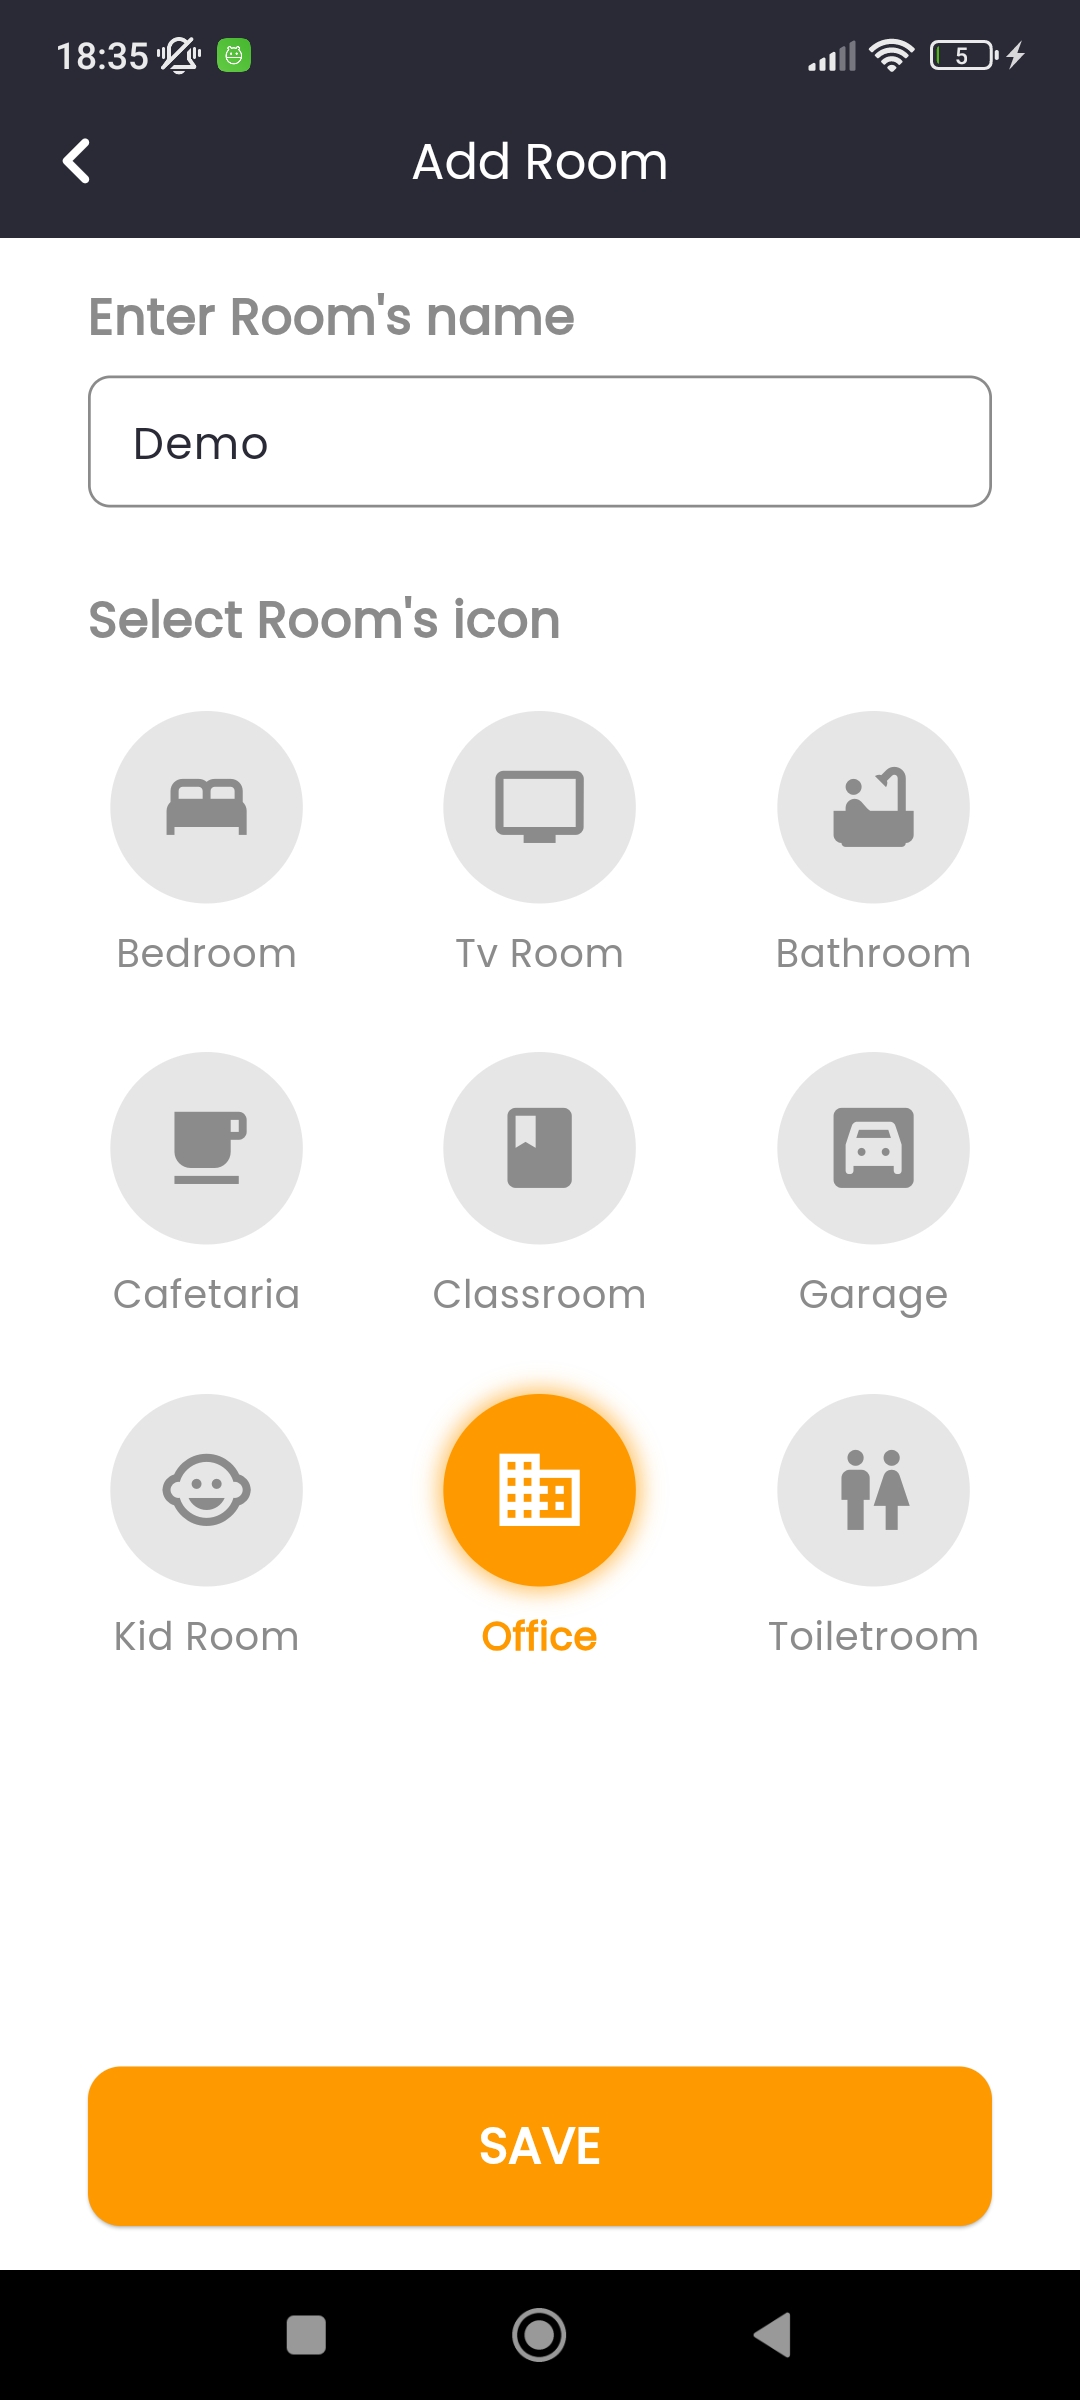 18:35
5
Add Room
Enter Room's name
Demo
Select Room's icon
Bedroom
Tv Room
Bathroom
Cafetaria
Classroom
Garage
Kid Room
Office
Toiletroom
SAVE